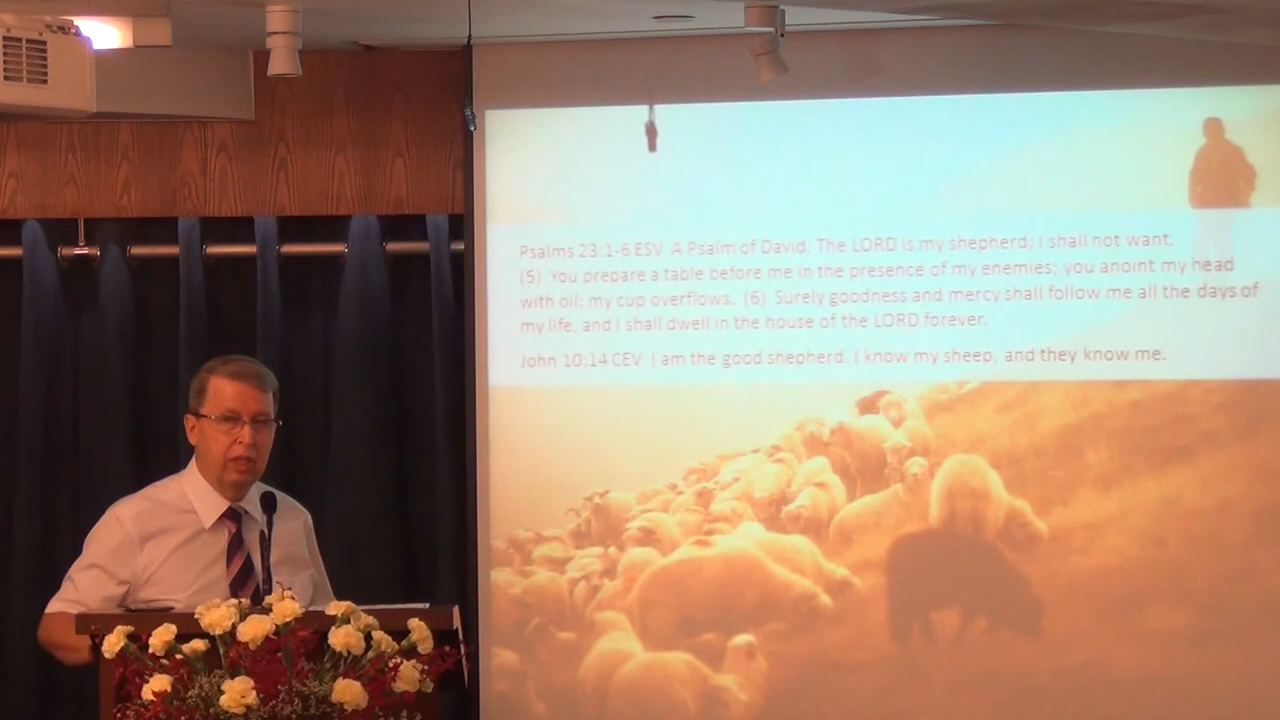 Psalms 23:1-6 ESV A Psalm of David. The LORD is my shepherd; I shall not want.
(5) You prepare a table before me in the presence of my enemies; you anoint my head
with oil; my cup overflows. (6) Surely goodness and mercy shall follow me all the days of
my life, and I shall dwell in the house of the LORD forever.
John 10:14 CEV I am the good shepherd. I know my sheep, and they know me.